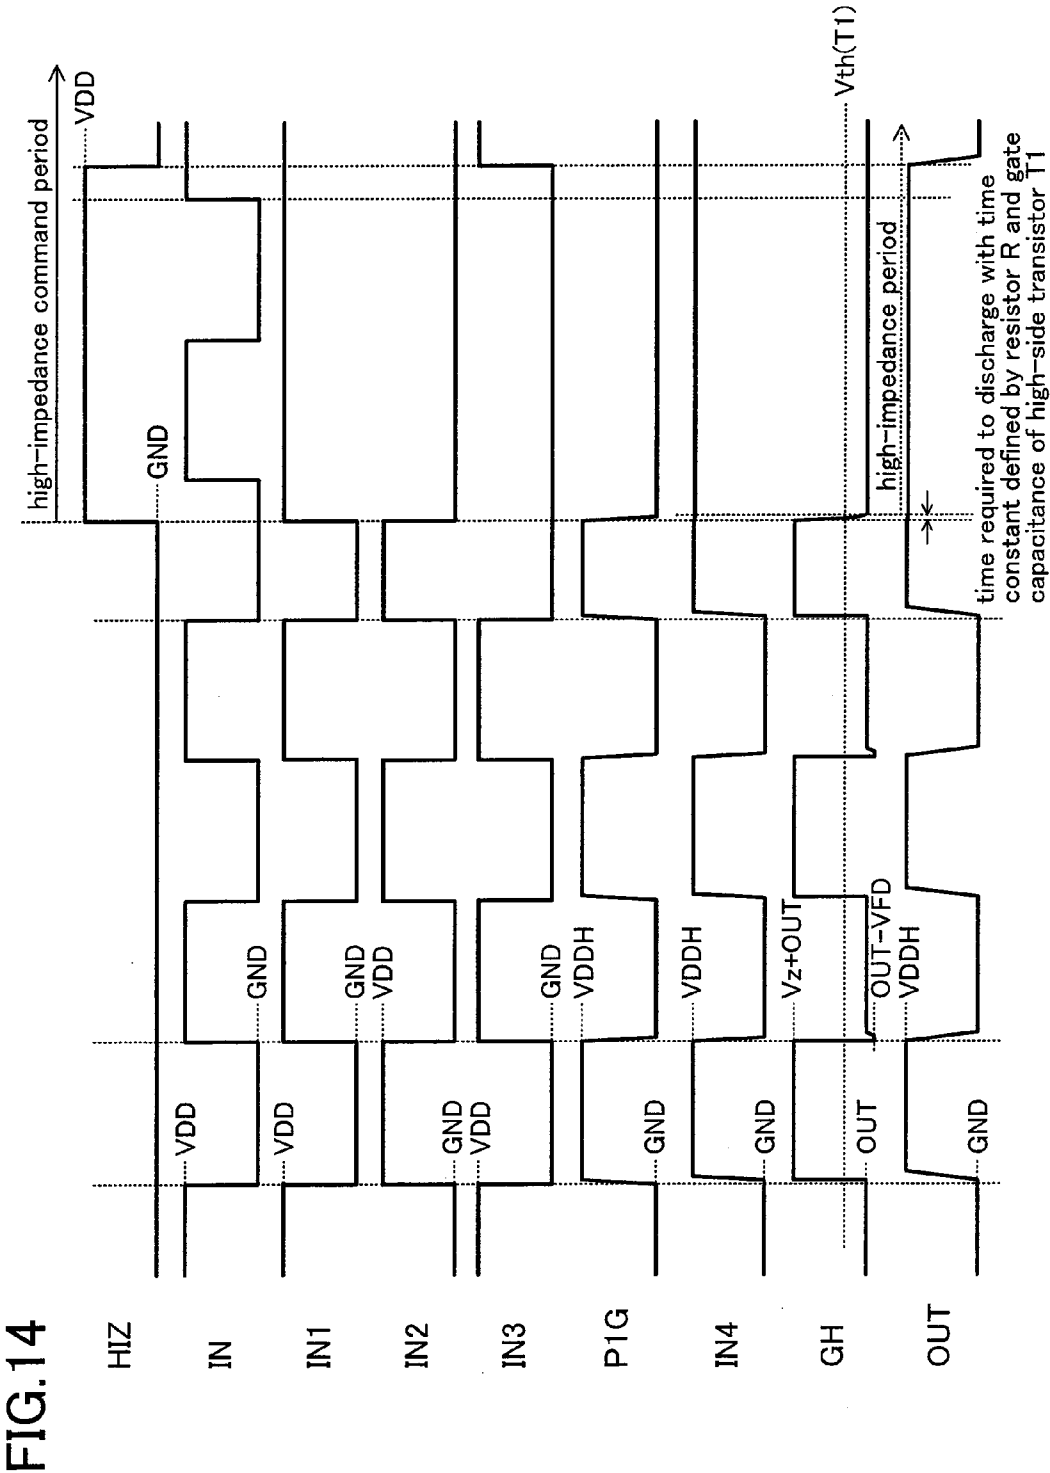 FIG.14
high-impedance command period
HIZ
VDD
GND
IN
VDD
GND
IN1
VDD
GND
IN2
VDD
GND
IN3
VDD
GND
P1G
VDDH
GND
IN4
VDDH
GND
GH
Vz+OUT
Vth(T1)
OUT
OUT-VFD
high-impedance period
OUT
VDDH
GND
time required to discharge with time
constant defined by resistor R and gate
capacitance of high-side transistor T1